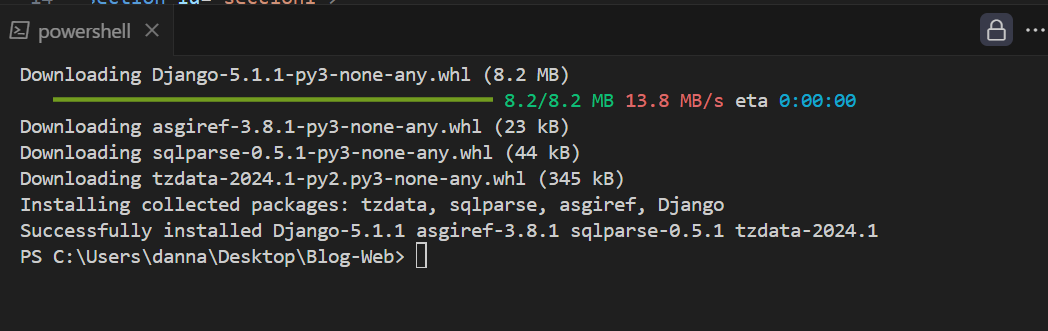 powershell
Downloading Django-5.1.1-py3-none-any.whl (8.2 MB)
8.2/8.2 MB 13.8 MB/s eta 0:00:00
Downloading asgiref-3.8.1-py3-none-any.whl (23 kB)
Downloading sqlparse-0.5.1-py3-none-any.whl (44 kB)
Downloading tzdata-2024.1-py2.py3-none-any.whl (345 kB)
Installing collected packages: tzdata, sqlparse, asgiref, Django
Successfully installed Django-5.1.1 asgiref-3.8.1 sqlparse-0.5.1 tzdata-2024.1
PS C:\Users\danna\Desktop\Blog-Web>